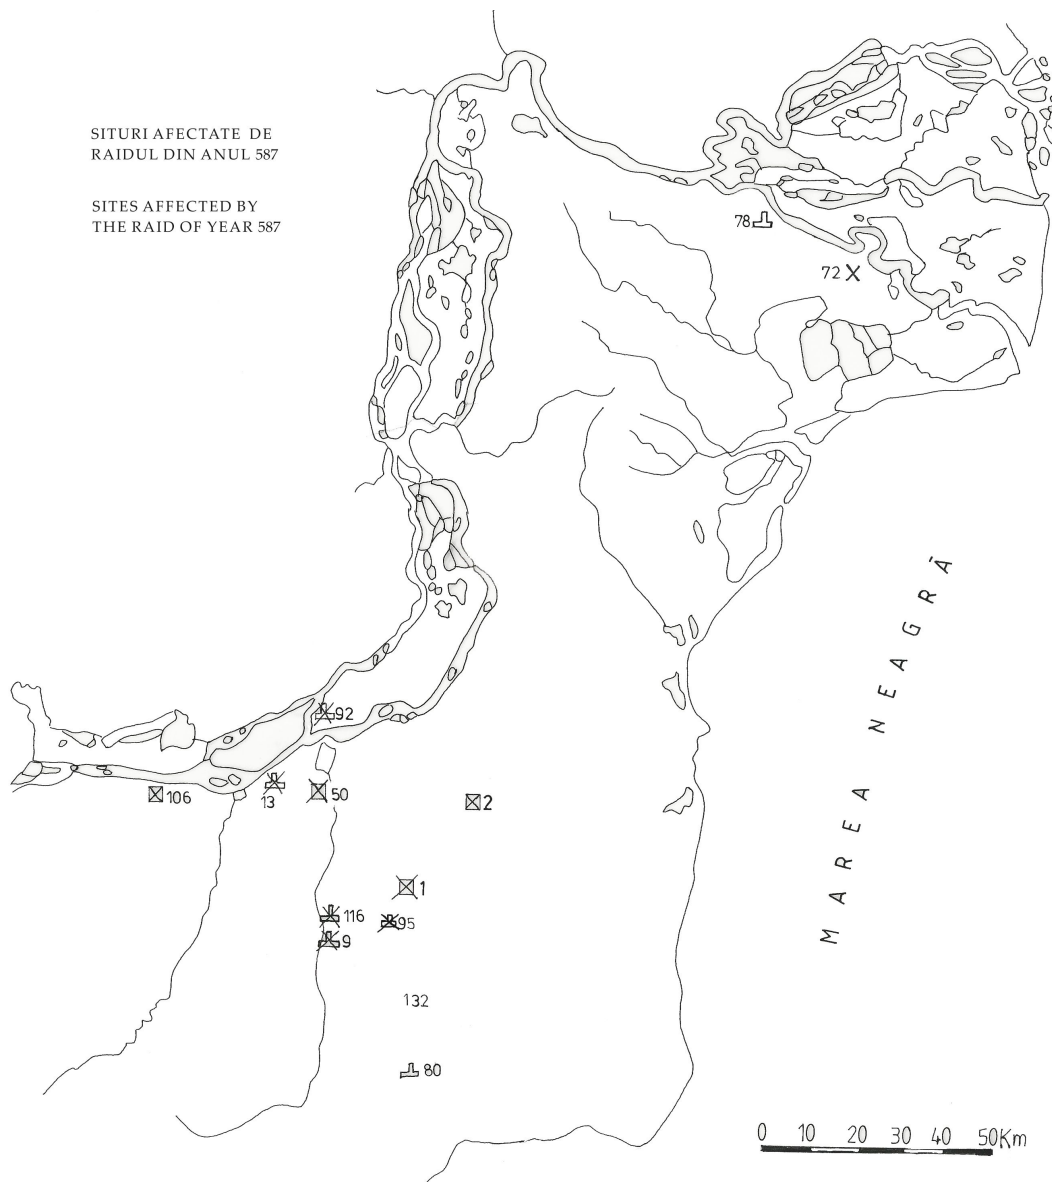 SITURI AFECTATE DE
RAIDUL DIN ANUL 587
SITES AFFECTED BY
THE RAID OF YEAR 587
78
72
MAREA NEAGRĂ
92
106
13
50
2
1
116
95
9
132
80
0 10 20 30 40 50Km